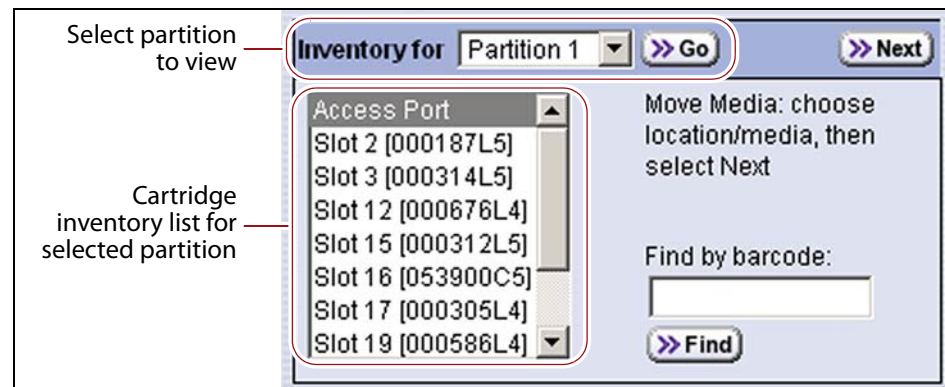 Select partition
to view
Inventory for Partition 1 >> Go >> Next
Access Port
Slot 2 [000187L5]
Slot 3 [000314L5]
Slot 12 [000676L4]
Slot 15 [000312L5]
Slot 16 [053900C5]
Slot 17 [000305L4]
Slot 19 [000586L4]
Cartridge
inventory list for
selected partition
Move Media: choose
location/media, then
select Next
Find by barcode:
>> Find